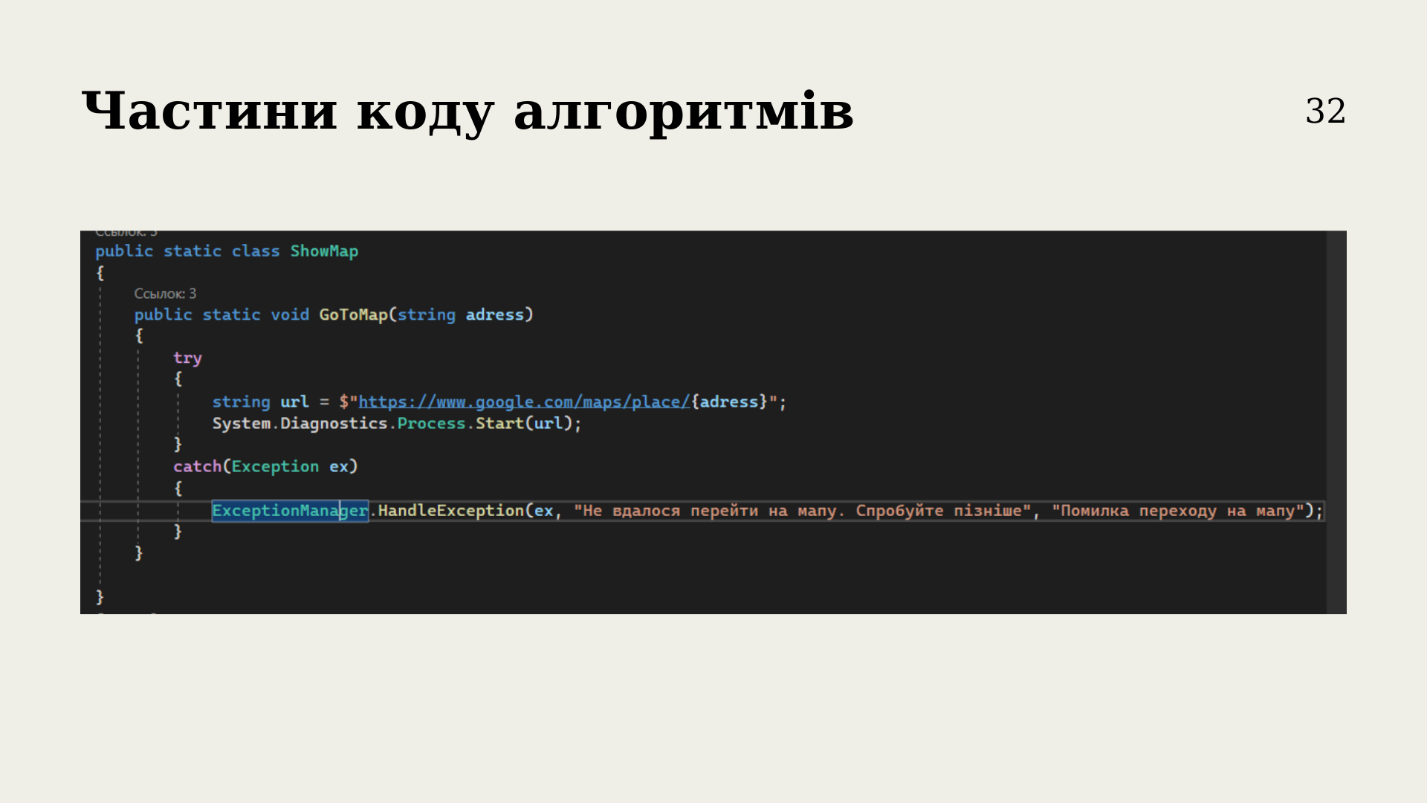 Частини коду алгоритмів
32
Ссылок: 3
public static class ShowMap
{
Ссылок: 3
public static void GoToMap(string adress)
{
try
{
string url = $"https://www.google.com/maps/place/{adress}";
System.Diagnostics.Process.Start(url);
}
catch(Exception ex)
{
ExceptionManager.HandleException(ex, "Не вдалося перейти на мапу. Спробуйте пізніше", "Помилка переходу на мапу");
}
}
}